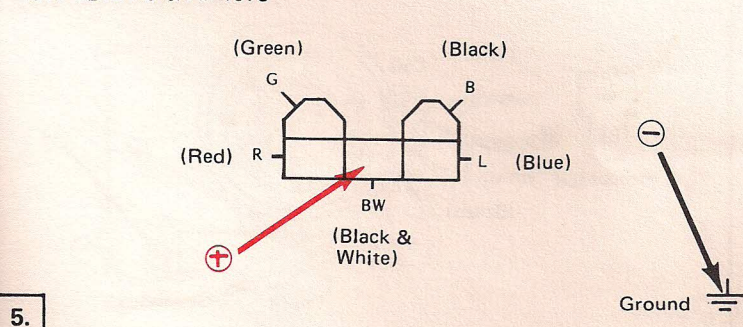 (Green)
(Black)
G
B
(Red)
R
L
(Blue)
BW
(Black &
White)
Ground
5.